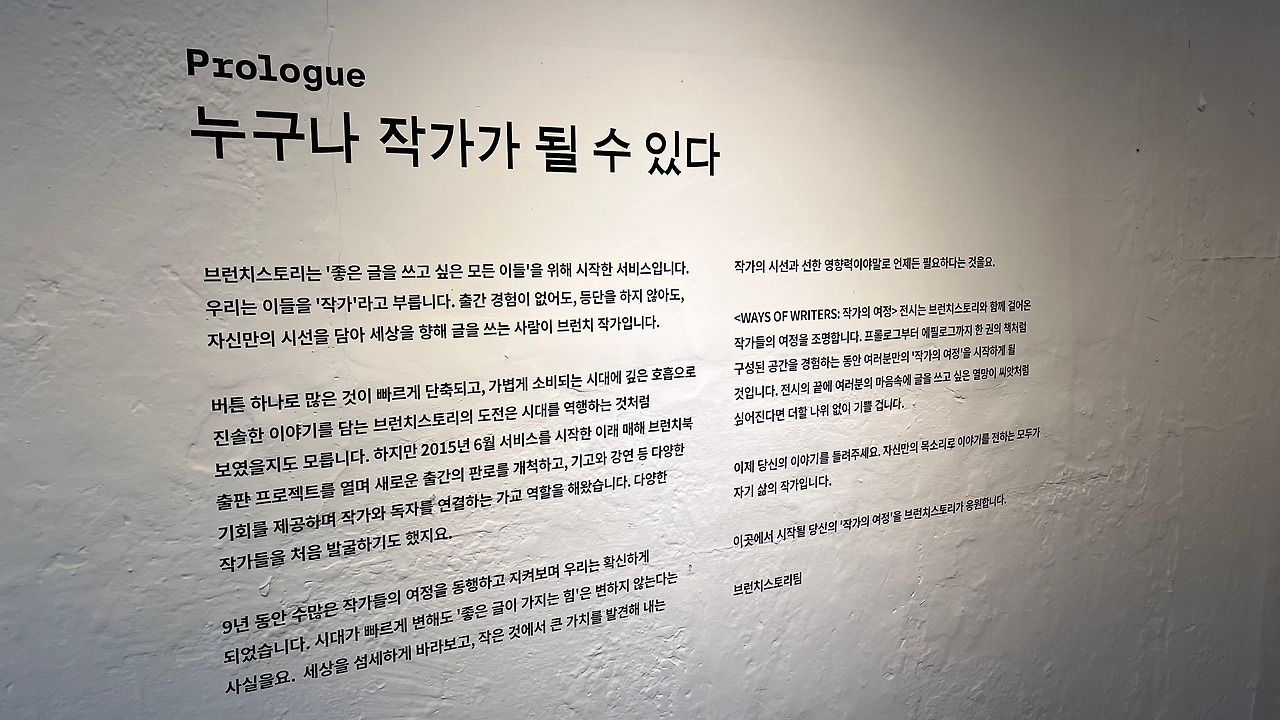 Prologue
누구나 작가가 될 수 있다
브런치스토리는 '좋은 글을 쓰고 싶은 모든 이들'을 위해 시작한 서비스입니다.
우리는 이들을 '작가'라고 부릅니다. 출간 경험이 없어도, 등단을 하지 않아도,
자신만의 시선을 담아 세상을 향해 글을 쓰는 사람이 브런치 작가입니다.
버튼 하나로 많은 것이 빠르게 단축되고, 가볍게 소비되는 시대에 깊은 호흡으로
진솔한 이야기를 담는 브런치스토리의 도전은 시대를 역행하는 것처럼
보였을지도 모릅니다. 하지만 2015년 6월 서비스를 시작한 이래 매해 브런치북
출판 프로젝트를 열며 새로운 출간의 판로를 개척하고, 기고와 강연 등 다양한
기회를 제공하며 작가와 독자를 연결하는 가교 역할을 해왔습니다. 다양한
작가들을 처음 발굴하기도 했지요.
9년 동안 수많은 작가들의 여정을 동행하고 지켜보며 우리는 확신하게
되었습니다. 시대가 빠르게 변해도 '좋은 글이 가지는 힘'은 변하지 않는다는
사실을요. 세상을 섬세하게 바라보고, 작은 것에서 큰 가치를 발견해 내는
작가의 시선과 선한 영향력이야말로 언제든 필요하다는 것을요.
<WAYS OF WRITERS: 작가의 여정> 전시는 브런치스토리와 함께 걸어온
작가들의 여정을 조명합니다. 프롤로그부터 에필로그까지 한 권의 책처럼
구성된 공간을 경험하는 동안 여러분만의 '작가의 여정'을 시작하게 될
것입니다. 전시의 끝에 여러분의 마음속에 글을 쓰고 싶은 열망이 씨앗처럼
심어진다면 더할 나위 없이 기쁠 겁니다.
이제 당신의 이야기를 들려주세요. 자신만의 목소리로 이야기를 전하는 모두가
자기 삶의 작가입니다.
이곳에서 시작될 당신의 '작가의 여정'을 브런치스토리가 응원합니다.
브런치스토리팀